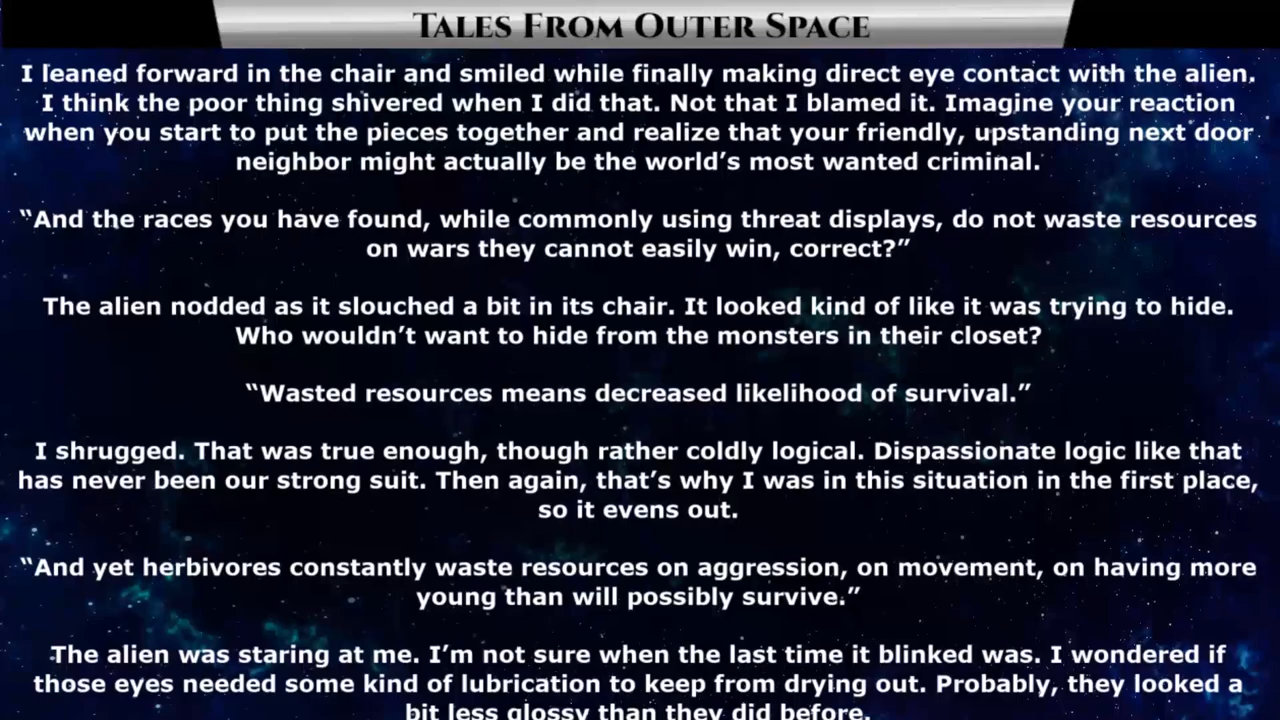 Tales From Outer Space
I leaned forward in the chair and smiled while finally making direct eye contact with the alien.
I think the poor thing shivered when I did that. Not that I blamed it. Imagine your reaction
when you start to put the pieces together and realize that your friendly, upstanding next door
neighbor might actually be the world’s most wanted criminal.
“And the races you have found, while commonly using threat displays, do not waste resources
on wars they cannot easily win, correct?”
The alien nodded as it slouched a bit in its chair. It looked kind of like it was trying to hide.
Who wouldn’t want to hide from the monsters in their closet?
“Wasted resources means decreased likelihood of survival.”
I shrugged. That was true enough, though rather coldly logical. Dispassionate logic like that
has never been our strong suit. Then again, that’s why I was in this situation in the first place,
so it evens out.
“And yet herbivores constantly waste resources on aggression, on movement, on having more
young than will possibly survive.”
The alien was staring at me. I’m not sure when the last time it blinked was. I wondered if
those eyes needed some kind of lubrication to keep from drying out. Probably, they looked a
bit less glossy than they did before.